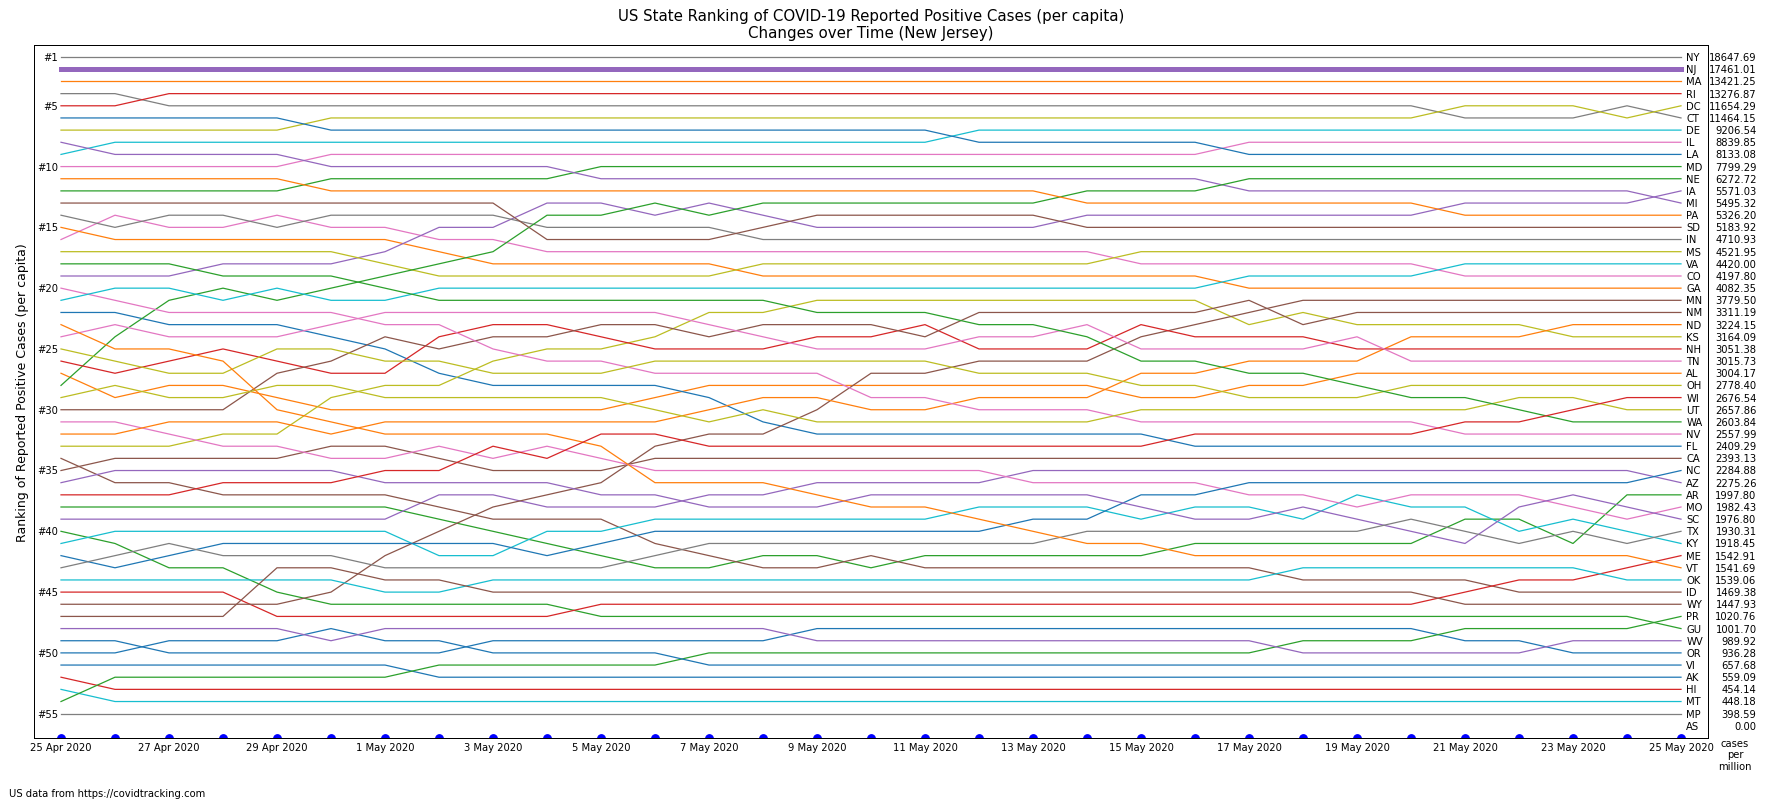 US State Ranking of COVID-19 Reported Positive Cases (per capita)
Changes over Time (New Jersey)
Ranking of Reported Positive Cases (per capita)
#1
#5
#10
#15
#20
#25
#30
#35
#40
#45
#50
#55
NY 18647.69
NJ 17461.01
MA 13421.25
RI 13276.87
DC 11654.29
CT 11464.15
DE 9206.54
IL 8839.85
LA 8133.08
MD 7799.29
NE 6272.72
IA 5571.03
MI 5495.32
PA 5326.20
SD 5183.92
IN 4710.93
MS 4521.95
VA 4420.00
CO 4197.80
GA 4082.35
MN 3779.50
NM 3311.19
ND 3224.15
KS 3164.09
NH 3051.38
TN 3015.73
AL 3004.17
OH 2778.40
WI 2676.54
UT 2657.86
WA 2603.84
NV 2557.99
FL 2409.29
CA 2393.13
NC 2284.88
AZ 2275.26
AR 1997.80
MO 1982.43
SC 1976.80
TX 1930.31
KY 1918.45
ME 1542.91
VT 1541.69
OK 1539.06
ID 1469.38
WY 1447.93
PR 1020.76
GU 1001.70
WV 989.92
OR 936.28
VI 657.68
AK 559.09
HI 454.14
MT 448.18
MP 398.59
AS 0.00
25 Apr 2020 27 Apr 2020 29 Apr 2020 1 May 2020 3 May 2020 5 May 2020 7 May 2020 9 May 2020 11 May 2020 13 May 2020 15 May 2020 17 May 2020 19 May 2020 21 May 2020 23 May 2020 25 May 2020
cases
per
million
US data from https://covidtracking.com